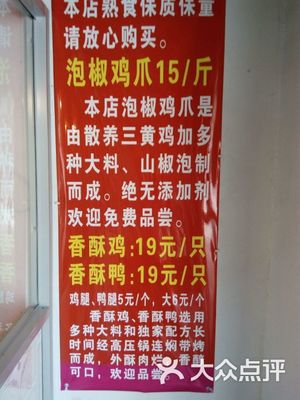 本店熟食保质保量
请放心购买。
泡椒鸡爪15/斤
本店泡椒鸡爪是
由散养三黄鸡加多
种大料、山椒泡制
而成。绝无添加剂
欢迎免费品尝。
香酥鸡:19元/只
香酥鸭:19元/只
鸡腿、鸭腿5元/个，大6元/个
香酥鸡、香酥鸭选用
多种大料和独家配方长
时间经高压锅连焖带烤
而成，外酥肉烂，香酥
可口，欢迎品尝
大众点评